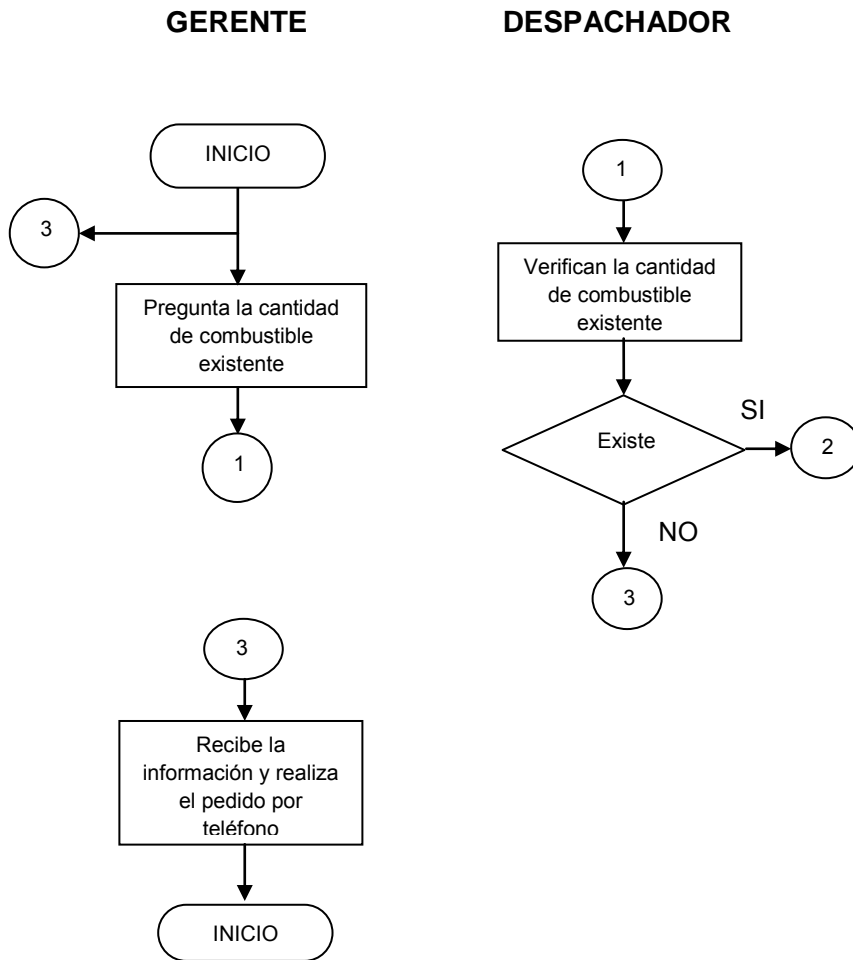 GERENTE
DESPACHADOR
INICIO
3
Pregunta la cantidad
de combustible
existente
1
1
Verifican la cantidad
de combustible
existente
Existe
SI
2
NO
3
3
Recibe la
información y realiza
el pedido por
teléfono
INICIO